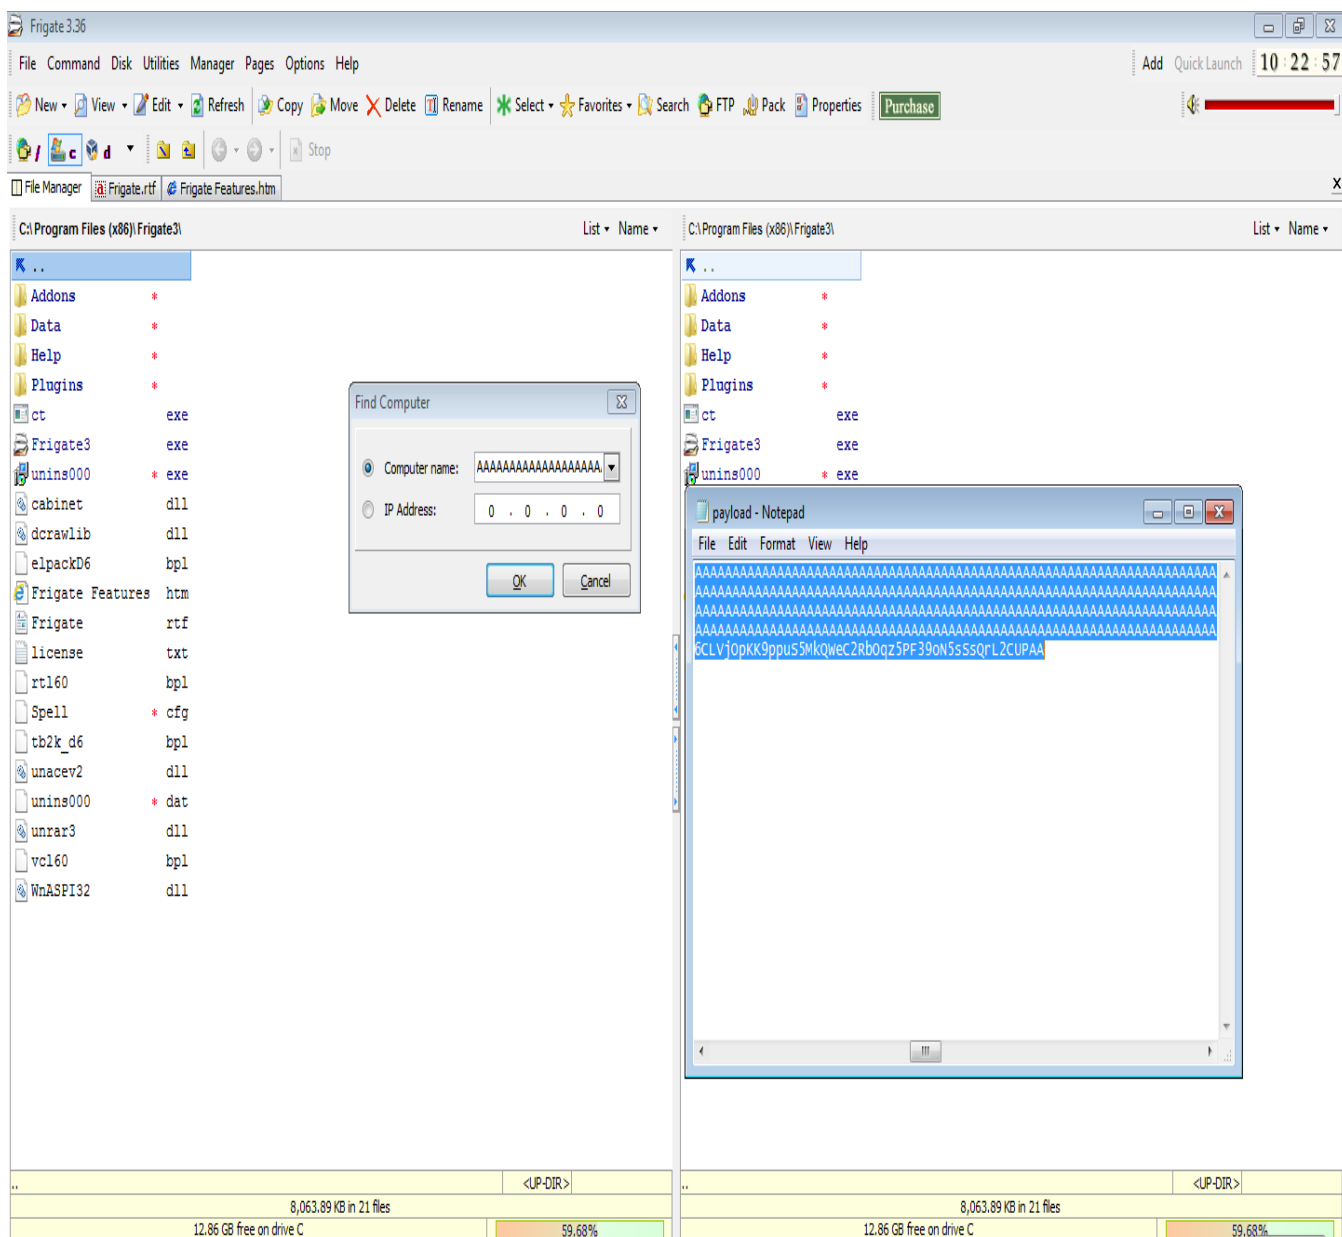 Frigate 3.36
File Command Disk Utilities Manager Pages Options Help
Add Quick Launch 10:22:57
New View Edit Refresh Copy Move Delete Rename Select Favorites Search FTP Pack Properties Purchase
/ c d Stop
File Manager Frigate.rtf Frigate Features.htm X
C:\Program Files (x86)\Frigate3\ List Name
..
Addons *
Data *
Help *
Plugins *
ct exe
Frigate3 exe
unins000 * exe
cabinet dll
dcrawlib dll
elpackD6 bpl
Frigate Features htm
Frigate rtf
license txt
rtl60 bpl
Spell * cfg
tb2k_d6 bpl
unacev2 dll
unins000 * dat
unrar3 dll
vcl60 bpl
WnASPI32 dll
Find Computer
Computer name: AAAAAAAAAAAAAAAAAAA
IP Address: 0 . 0 . 0 . 0
OK Cancel
C:\Program Files (x86)\Frigate3\ List Name
..
Addons *
Data *
Help *
Plugins *
ct exe
Frigate3 exe
unins000 * exe
payload - Notepad
File Edit Format View Help
6CLVjOpKK9ppuS5MkQWeC2RbOqz5PF39oN5sSsQrL2CUPAA
.. <UP-DIR>
8,063.89 KB in 21 files
12.86 GB free on drive C 59.68%
.. <UP-DIR>
8,063.89 KB in 21 files
12.86 GB free on drive C 59.68%